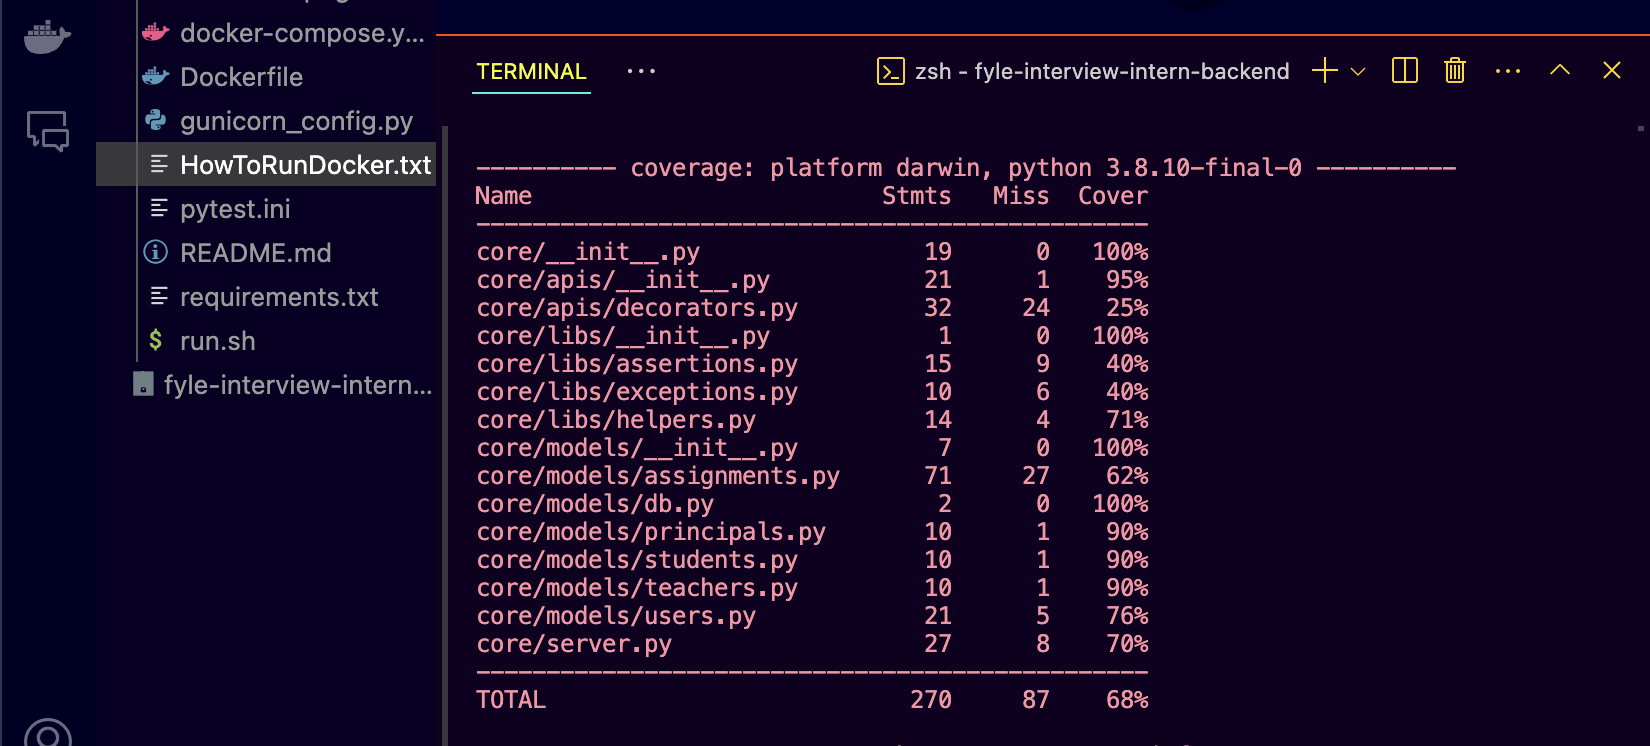 docker-compose.y...
Dockerfile
gunicorn_config.py
HowToRunDocker.txt
pytest.ini
README.md
requirements.txt
$ run.sh
fyle-interview-intern...
TERMINAL ...
zsh - fyle-interview-intern-backend
---------- coverage: platform darwin, python 3.8.10-final-0 ----------
Name Stmts Miss Cover
------------------------------------------------
core/__init__.py 19 0 100%
core/apis/__init__.py 21 1 95%
core/apis/decorators.py 32 24 25%
core/libs/__init__.py 1 0 100%
core/libs/assertions.py 15 9 40%
core/libs/exceptions.py 10 6 40%
core/libs/helpers.py 14 4 71%
core/models/__init__.py 7 0 100%
core/models/assignments.py 71 27 62%
core/models/db.py 2 0 100%
core/models/principals.py 10 1 90%
core/models/students.py 10 1 90%
core/models/teachers.py 10 1 90%
core/models/users.py 21 5 76%
core/server.py 27 8 70%
------------------------------------------------
TOTAL 270 87 68%